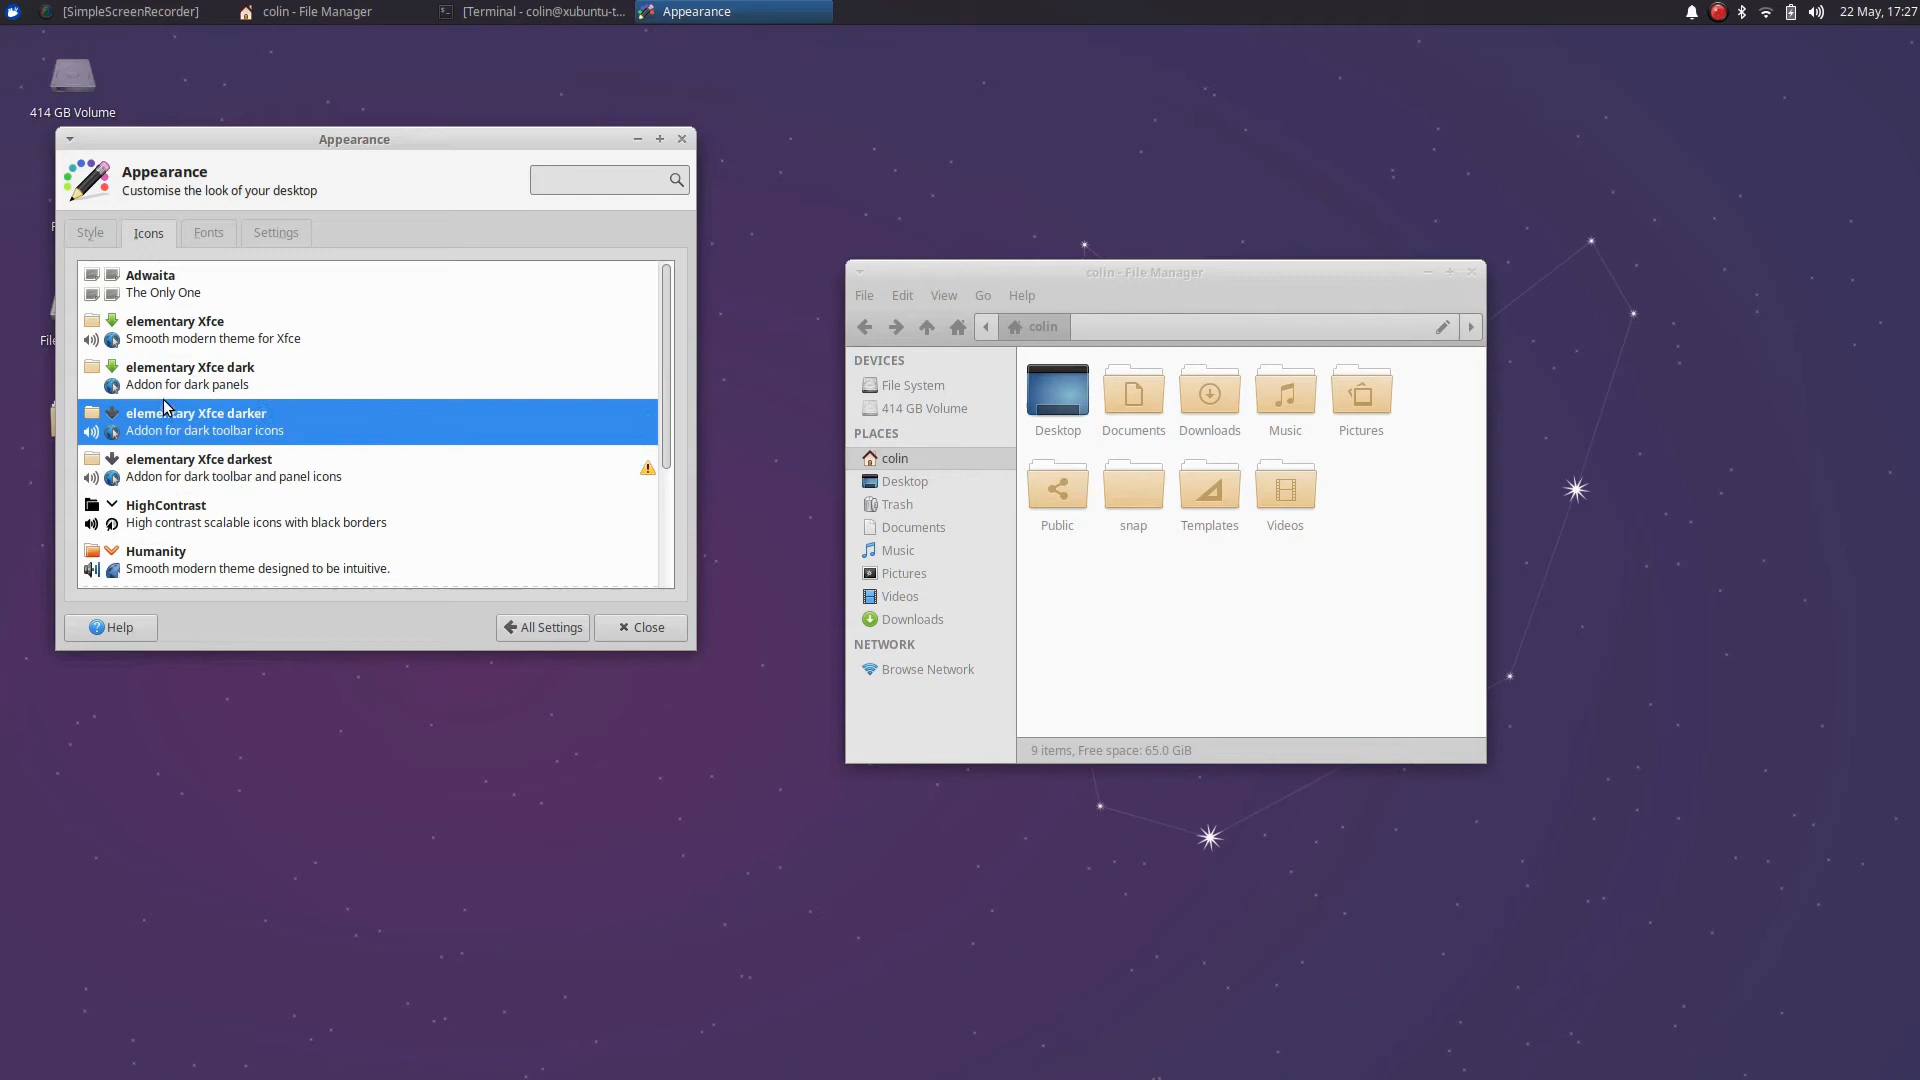 [SimpleScreenRecorder]
colin - File Manager
[Terminal - colin@xubuntu-t...
Appearance
22 May, 17:27
414 GB Volume
Appearance
Appearance
Customise the look of your desktop
Style
Icons
Fonts
Settings
Adwaita
The Only One
elementary Xfce
Smooth modern theme for Xfce
elementary Xfce dark
Addon for dark panels
elementary Xfce darker
Addon for dark toolbar icons
elementary Xfce darkest
Addon for dark toolbar and panel icons
HighContrast
High contrast scalable icons with black borders
Humanity
Smooth modern theme designed to be intuitive.
Help
All Settings
Close
colin - File Manager
File Edit View Go Help
colin
DEVICES
File System
414 GB Volume
PLACES
colin
Desktop
Trash
Documents
Music
Pictures
Videos
Downloads
NETWORK
Browse Network
Desktop Documents Downloads Music Pictures
Public snap Templates Videos
9 items, Free space: 65.0 GiB